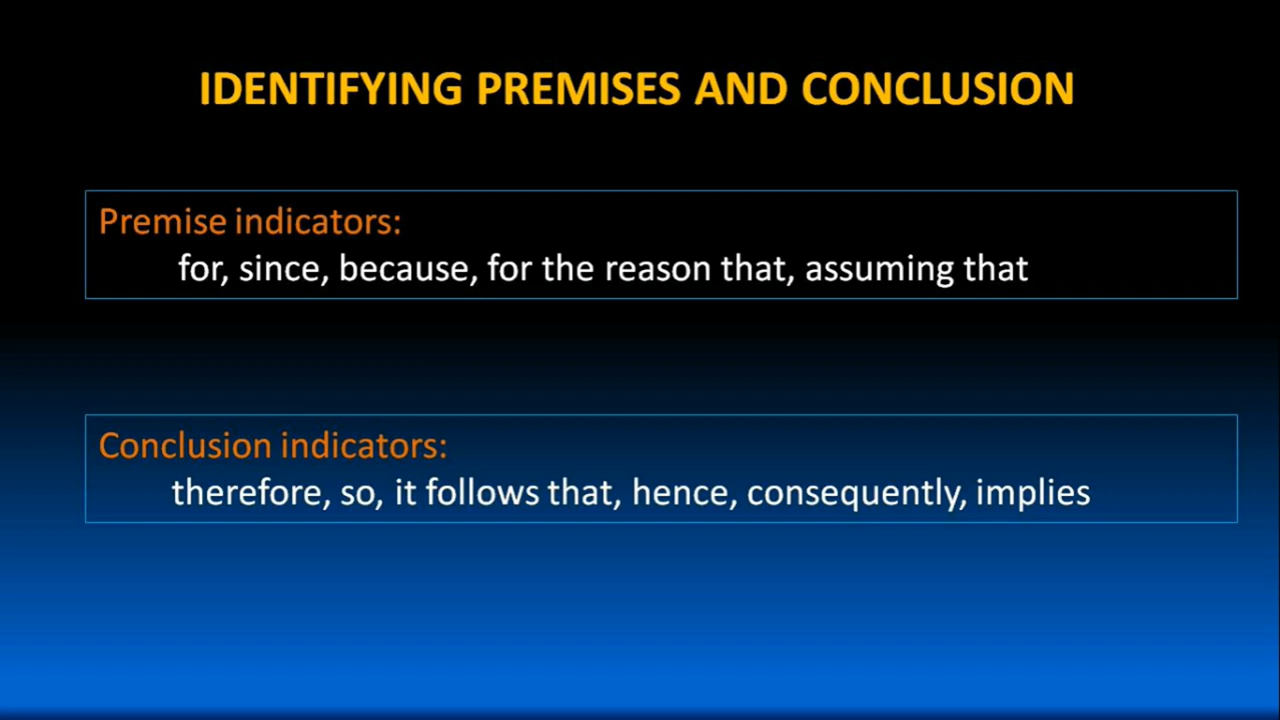 IDENTIFYING PREMISES AND CONCLUSION
Premise indicators:
for, since, because, for the reason that, assuming that
Conclusion indicators:
therefore, so, it follows that, hence, consequently, implies